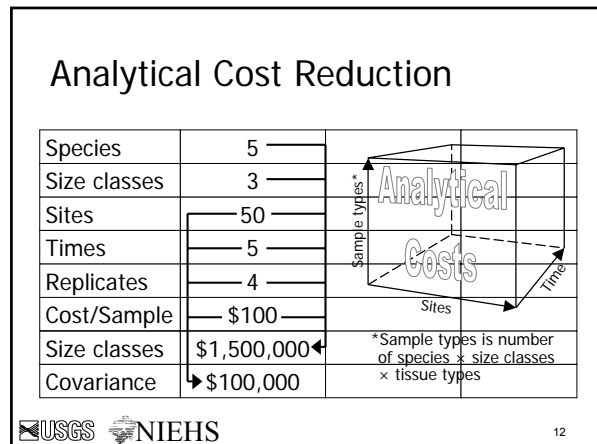 Analytical Cost Reduction
Species 5
Size classes 3
Sites 50
Times 5
Replicates 4
Cost/Sample $100
Size classes $1,500,000
Covariance $100,000
Sample types*
Analytical
Costs
Sites
Time
*Sample types is number
of species × size classes
× tissue types
USGS NIEHS
12